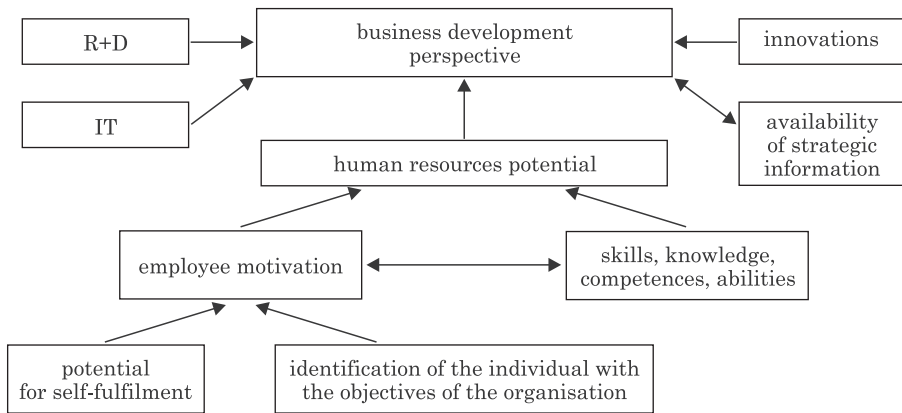 R+D
business development
perspective
innovations
IT
availability
of strategic
information
human resources potential
employee motivation
skills, knowledge,
competences, abilities
potential
for self-fulfilment
identification of the individual with
the objectives of the organisation